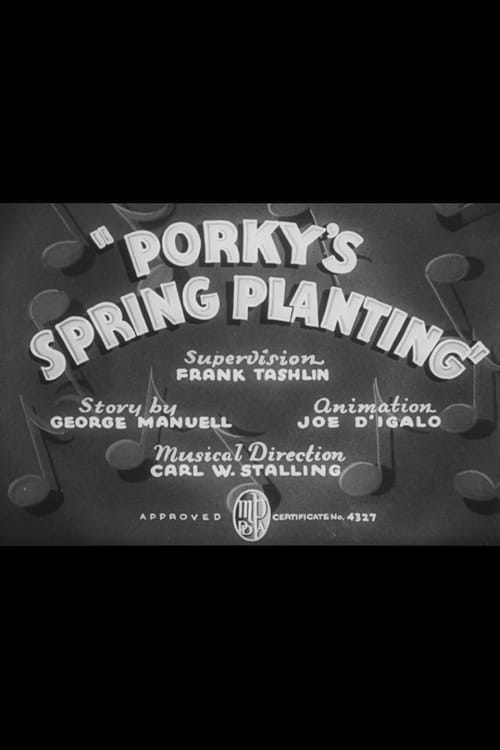 "PORKY'S
SPRING PLANTING"
Supervision
FRANK TASHLIN
Story by
GEORGE MANUELL
Animation
JOE D'IGALO
Musical Direction
CARL W. STALLING
APPROVED MPPDA CERTIFICATE No. 4327